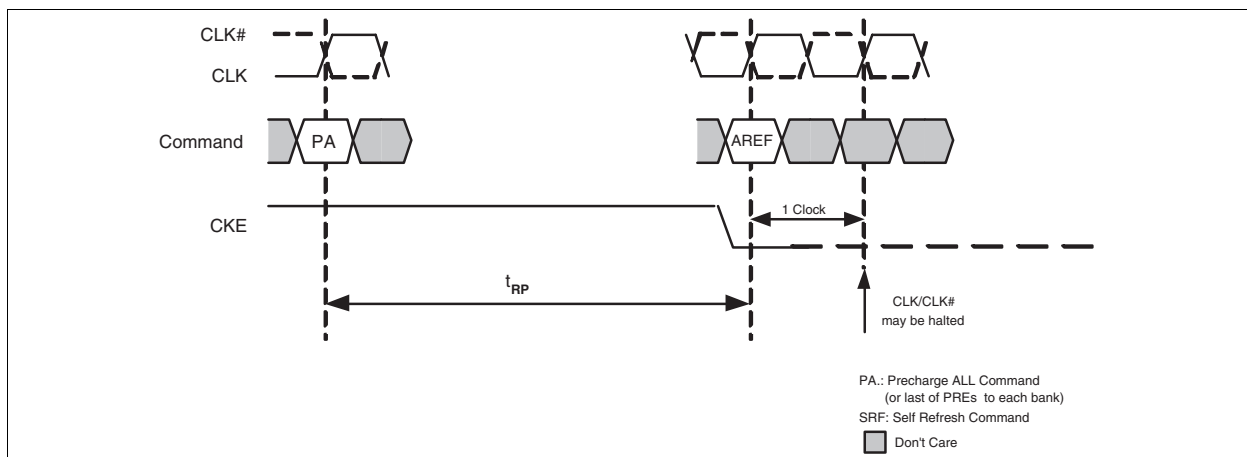 CLK#
CLK
Command
PA
AREF
CKE
1 Clock
tRP
CLK/CLK#
may be halted
PA.: Precharge ALL Command
(or last of PREs to each bank)
SRF: Self Refresh Command
Don't Care